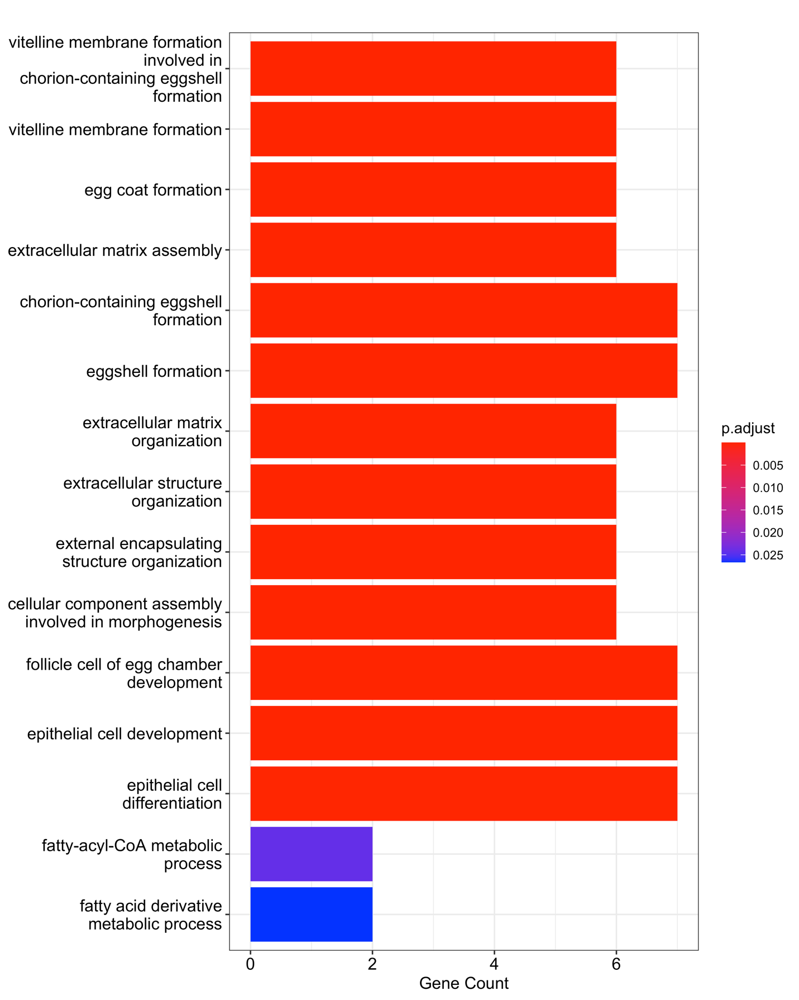 vitelline membrane formation
involved in
chorion-containing eggshell
formation
vitelline membrane formation
egg coat formation
extracellular matrix assembly
chorion-containing eggshell
formation
eggshell formation
extracellular matrix
organization
extracellular structure
organization
external encapsulating
structure organization
cellular component assembly
involved in morphogenesis
follicle cell of egg chamber
development
epithelial cell development
epithelial cell
differentiation
fatty-acyl-CoA metabolic
process
fatty acid derivative
metabolic process
0 2 4 6
Gene Count
p.adjust
0.005
0.010
0.015
0.020
0.025